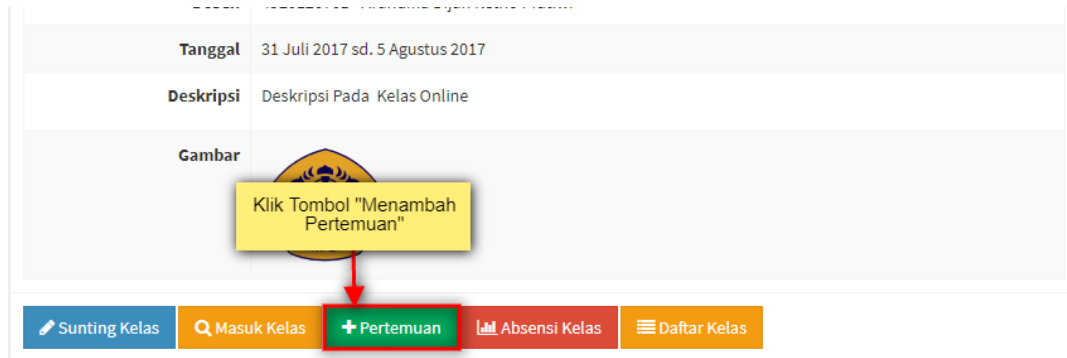 Tanggal 31 Juli 2017 sd. 5 Agustus 2017
Deskripsi Deskripsi Pada Kelas Online
Gambar
Klik Tombol "Menambah
Pertemuan"
Sunting Kelas Masuk Kelas Pertemuan Absensi Kelas Daftar Kelas